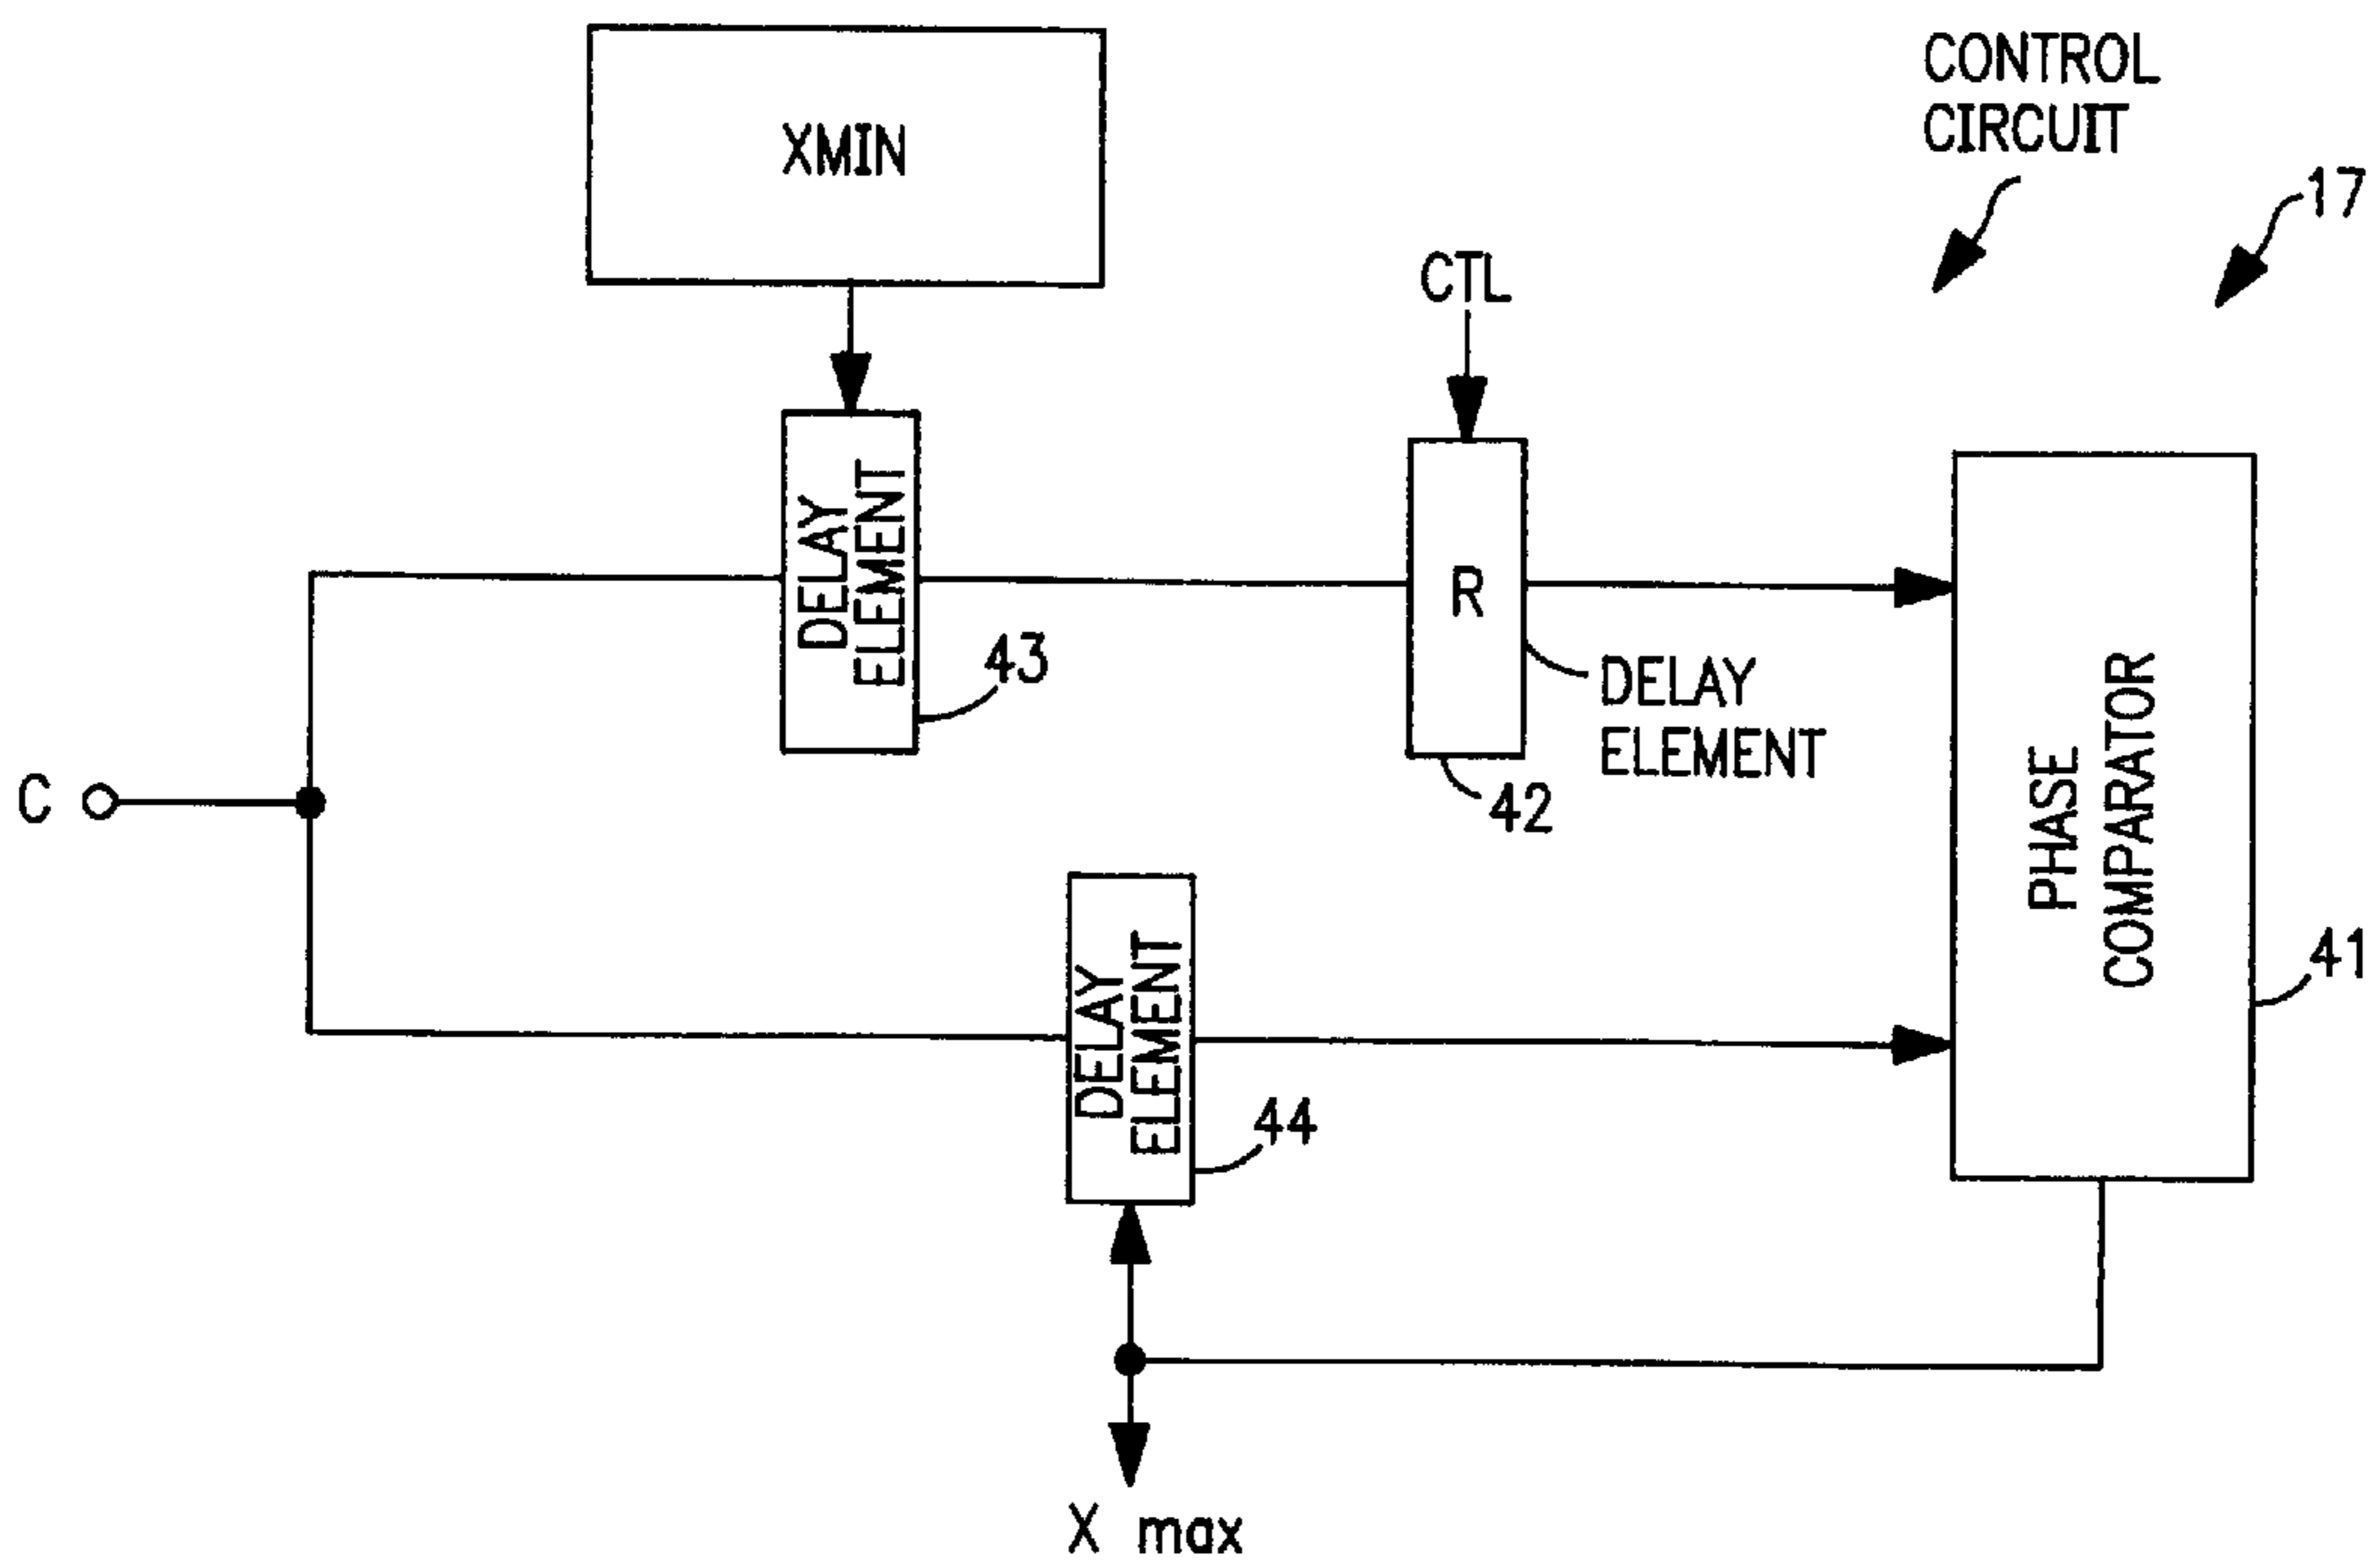 XMIN
CONTROL
CIRCUIT
17
CTL
DELAY
ELEMENT
43
R
DELAY
ELEMENT
42
C
PHASE
COMPARATOR
41
DELAY
ELEMENT
44
X max